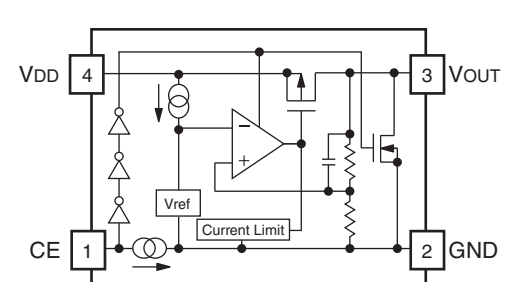 VDD 4 3 VOUT
−
+
Vref
Current Limit
CE 1 2 GND